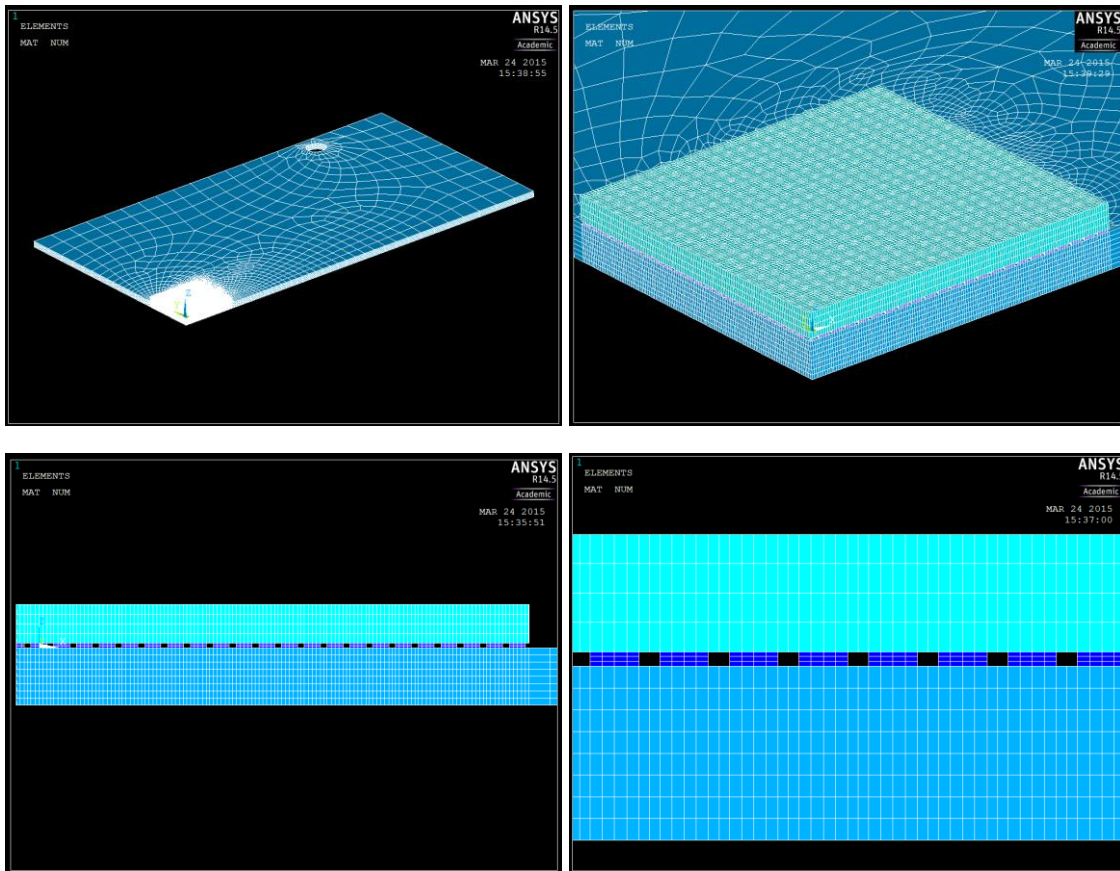 1
ELEMENTS
MAT NUM
ANSYS
R14.5
Academic
MAR 24 2015
15:38:55
ELEMENTS
MAT NUM
ANSYS
R14.5
Academic
MAR 24 2015
15:39:29
1
ELEMENTS
MAT NUM
ANSYS
R14.5
Academic
MAR 24 2015
15:35:51
1
ELEMENTS
MAT NUM
ANSYS
R14.5
Academic
MAR 24 2015
15:37:00